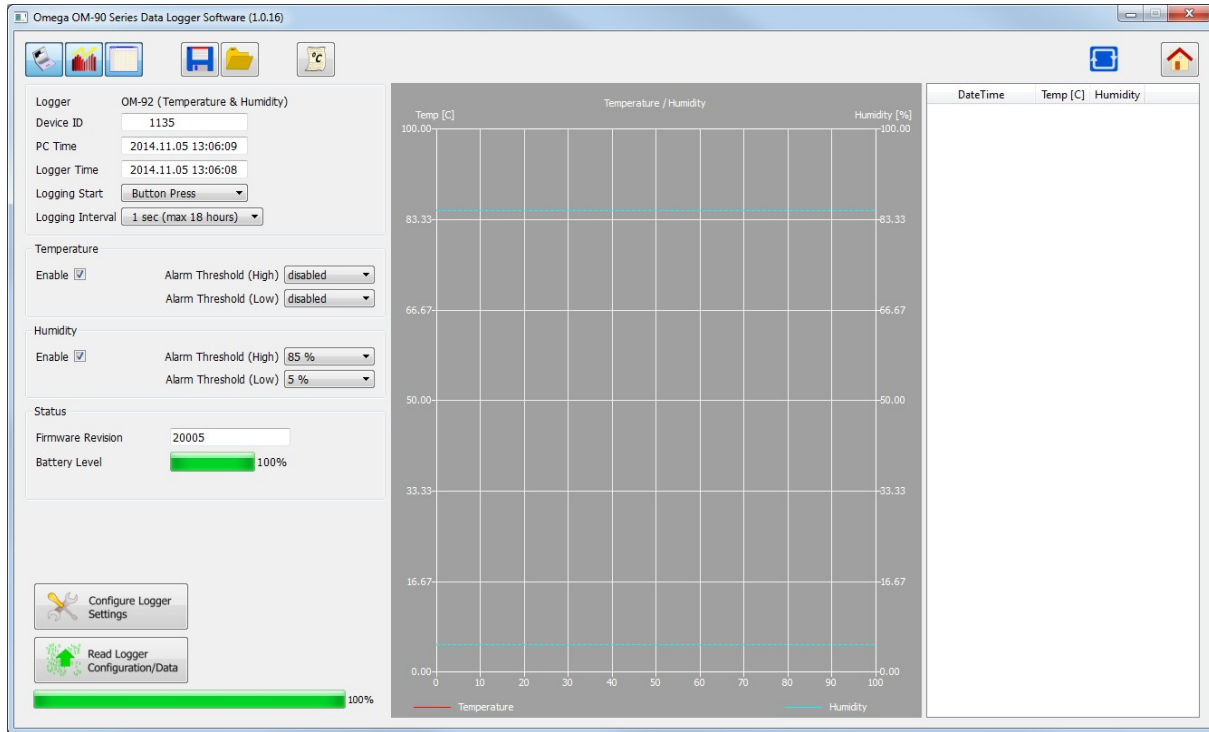 Omega OM-90 Series Data Logger Software (1.0.16)
°C
Logger OM-92 (Temperature & Humidity)
Device ID 1135
PC Time 2014.11.05 13:06:09
Logger Time 2014.11.05 13:06:08
Logging Start Button Press
Logging Interval 1 sec (max 18 hours)
Temperature
Enable Alarm Threshold (High) disabled
Alarm Threshold (Low) disabled
Humidity
Enable Alarm Threshold (High) 85 %
Alarm Threshold (Low) 5 %
Status
Firmware Revision 20005
Battery Level 100%
Configure Logger
Settings
Read Logger
Configuration/Data
100%
Temperature / Humidity
Temp [C] Humidity [%]
100.00 100.00
83.33 83.33
66.67 66.67
50.00 50.00
33.33 33.33
16.67 16.67
0.00 0.00
0 10 20 30 40 50 60 70 80 90 100
Temperature Humidity
DateTime Temp [C] Humidity